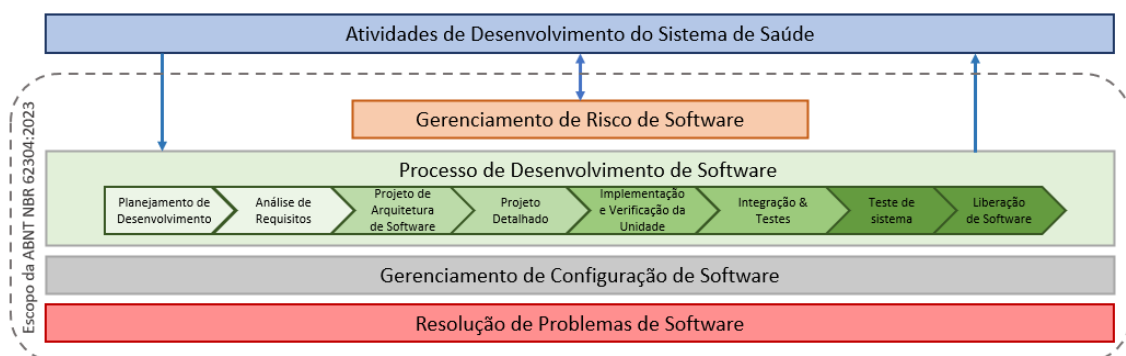 Atividades de Desenvolvimento do Sistema de Saúde
Escopo da ABNT NBR 62304:2023
Gerenciamento de Risco de Software
Processo de Desenvolvimento de Software
Planejamento de
Desenvolvimento
Análise de
Requisitos
Projeto de
Arquitetura
de Software
Projeto
Detalhado
Implementação
e Verificação da
Unidade
Integração &
Testes
Teste de
sistema
Liberação
de Software
Gerenciamento de Configuração de Software
Resolução de Problemas de Software